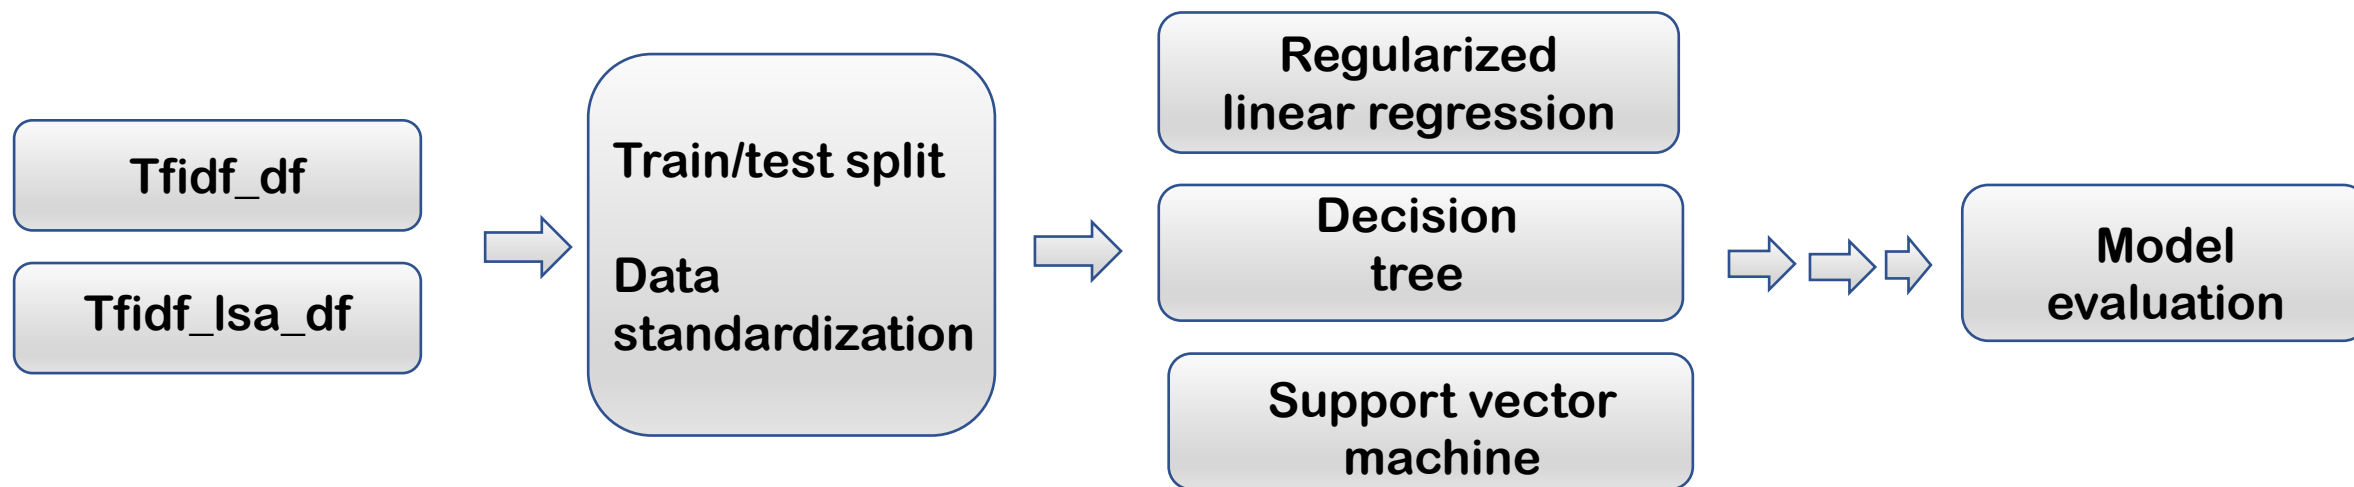 Tfidf_df
Tfidf_lsa_df
Train/test split
Data
standardization
Regularized
linear regression
Decision
tree
Support vector
machine
Model
evaluation